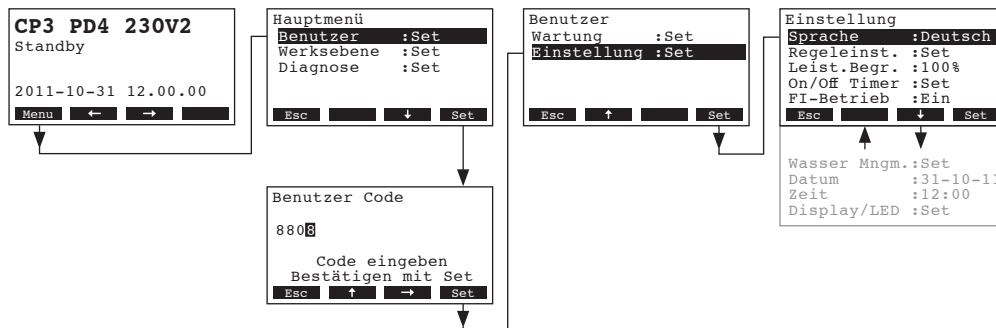 CP3 PD4 230V2
Standby
2011-10-31 12.00.00
Menu ← →
Hauptmenü
Benutzer :Set
Werksebene :Set
Diagnose :Set
Esc ↓ Set
Benutzer Code
8808
Code eingeben
Bestätigen mit Set
Esc ↑ → Set
Benutzer
Wartung :Set
Einstellung :Set
Esc ↑ Set
Einstellung
Sprache :Deutsch
Regeleinst. :Set
Leist.Begr. :100%
On/Off Timer :Set
FI-Betrieb :Ein
Esc ↓ Set
Wasser Mngm.:Set
Datum :31-10-11
Zeit :12:00
Display/LED :Set